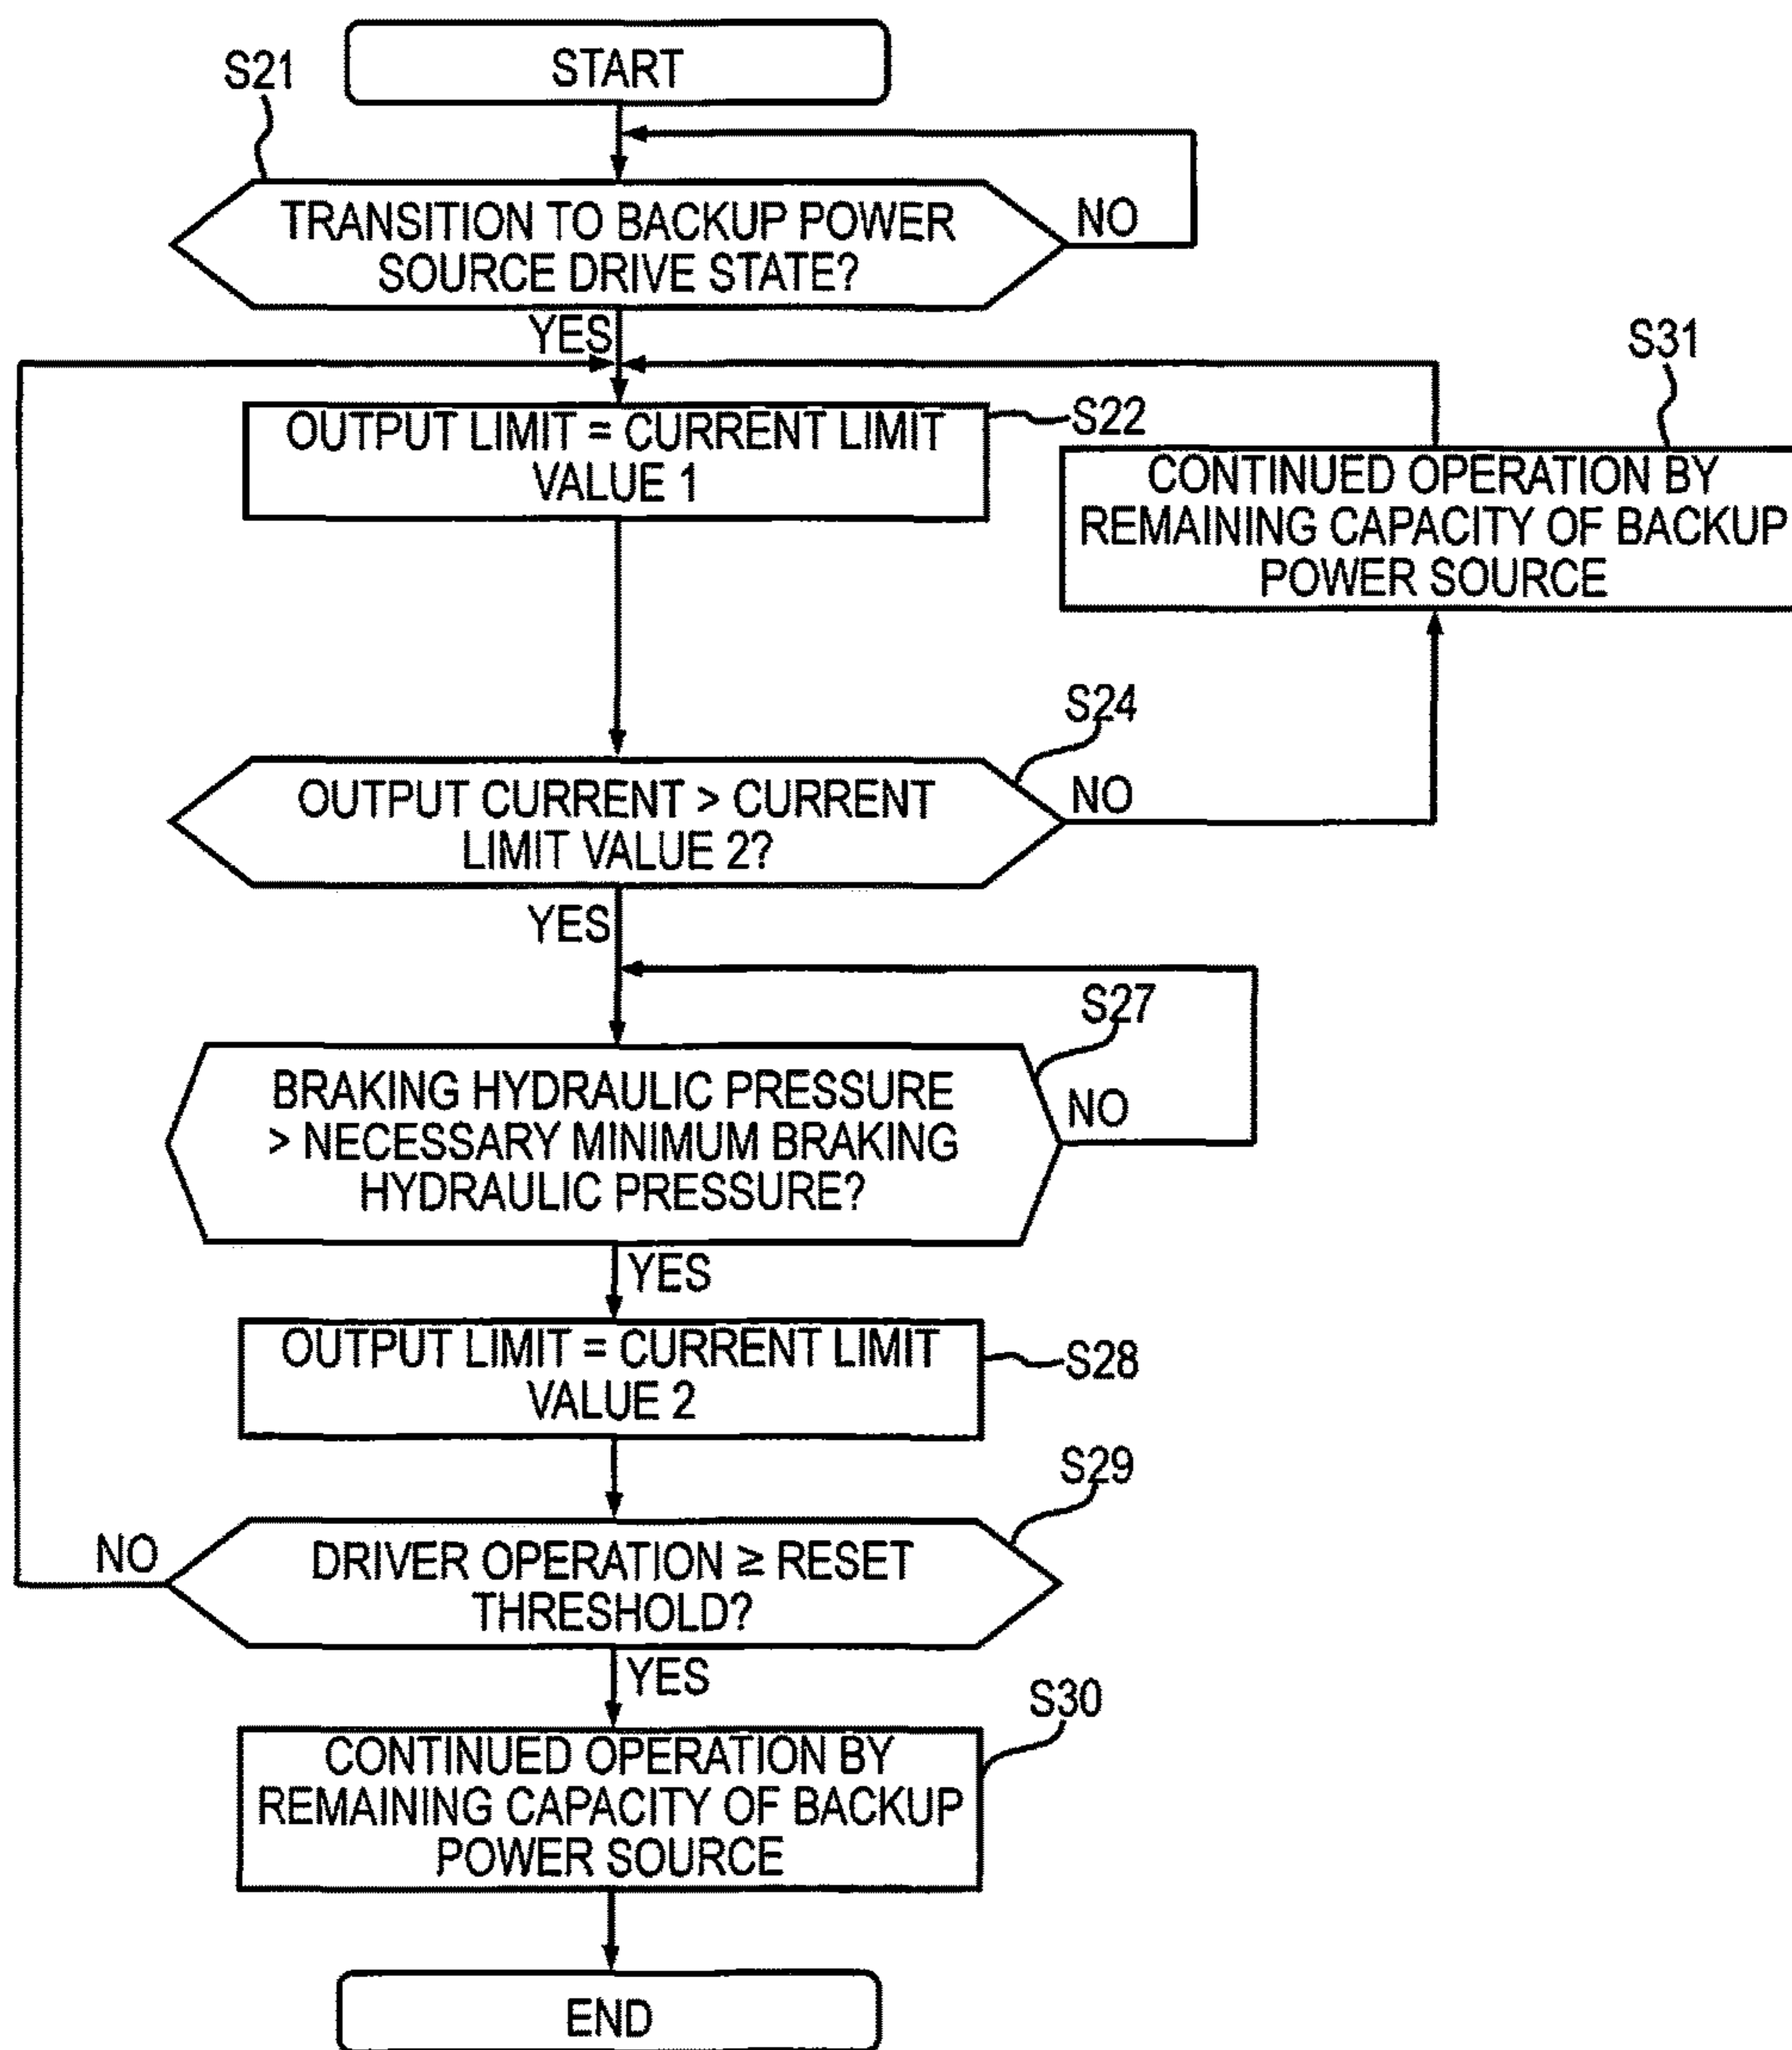 START
S21
TRANSITION TO BACKUP POWER
SOURCE DRIVE STATE?
NO
YES
S31
OUTPUT LIMIT = CURRENT LIMIT
VALUE 1
S22
CONTINUED OPERATION BY
REMAINING CAPACITY OF BACKUP
POWER SOURCE
S24
OUTPUT CURRENT > CURRENT
LIMIT VALUE 2?
NO
YES
S27
BRAKING HYDRAULIC PRESSURE
> NECESSARY MINIMUM BRAKING
HYDRAULIC PRESSURE?
NO
YES
OUTPUT LIMIT = CURRENT LIMIT
VALUE 2
S28
S29
NO
DRIVER OPERATION ≥ RESET
THRESHOLD?
YES
S30
CONTINUED OPERATION BY
REMAINING CAPACITY OF BACKUP
POWER SOURCE
END